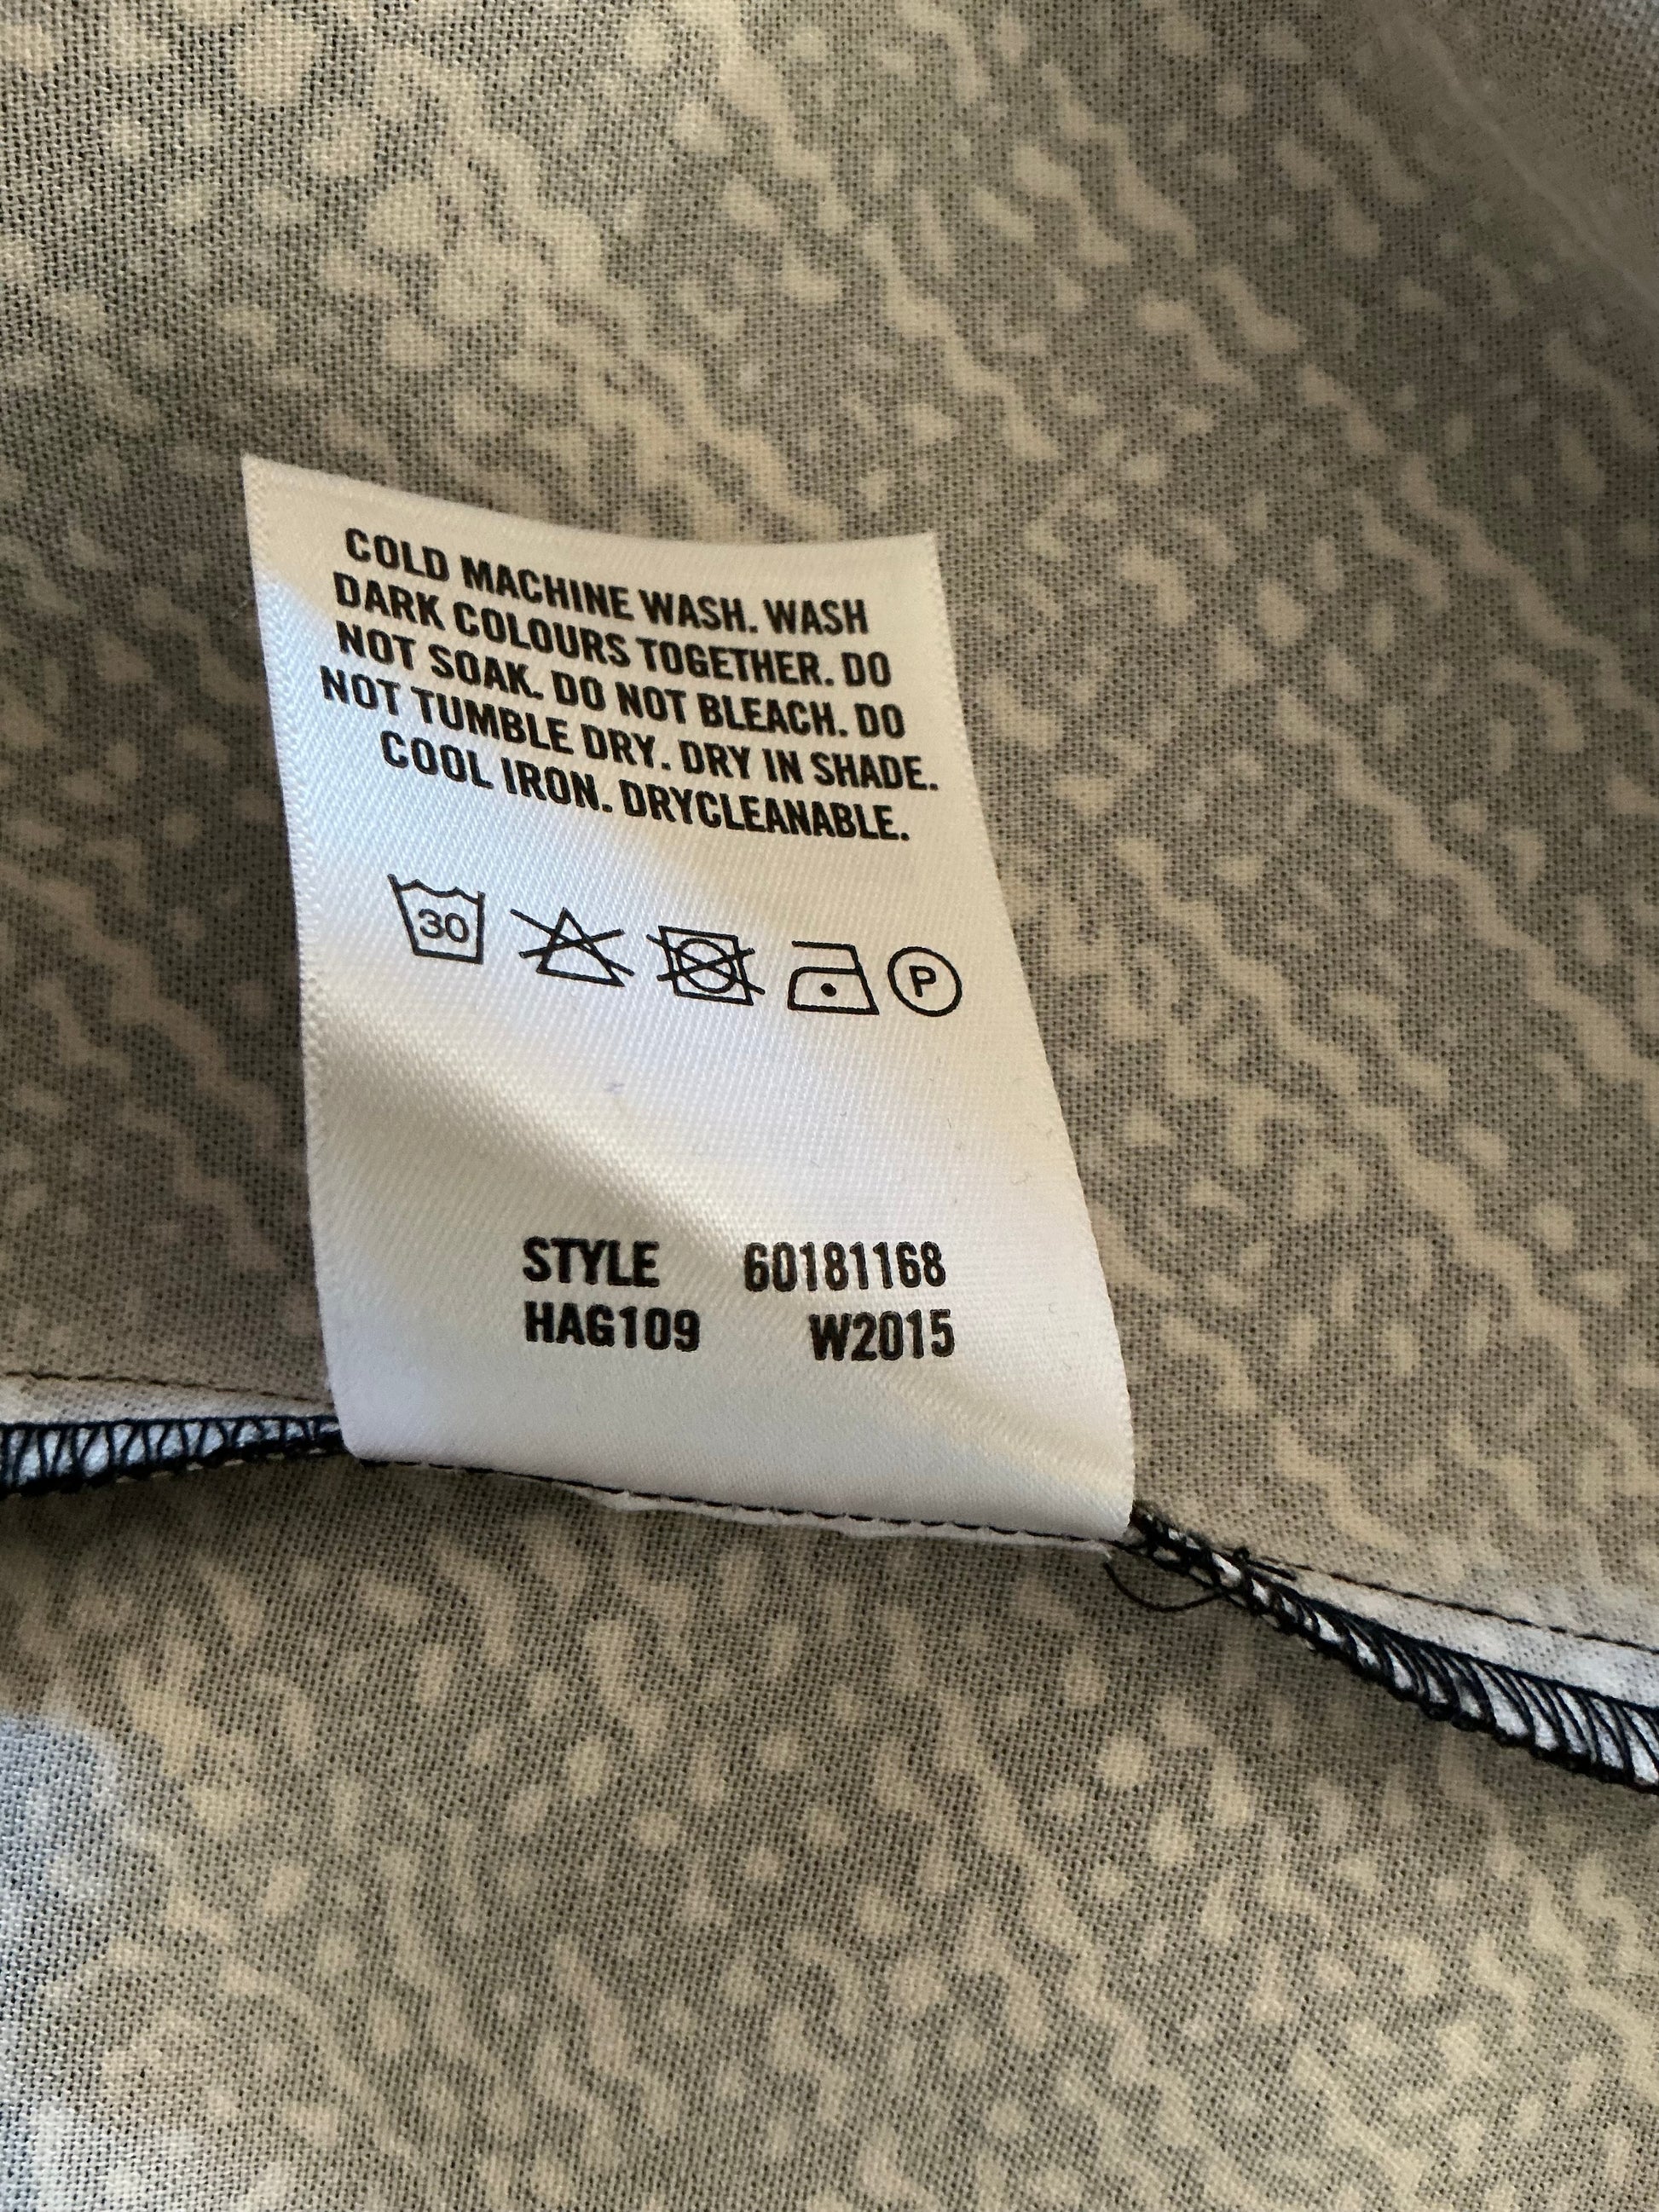 COLD MACHINE WASH. WASH
DARK COLOURS TOGETHER. DO
NOT SOAK. DO NOT BLEACH. DO
NOT TUMBLE DRY. DRY IN SHADE.
COOL IRON. DRYCLEANABLE.
30 P
STYLE 60181168
HAG109 W2015